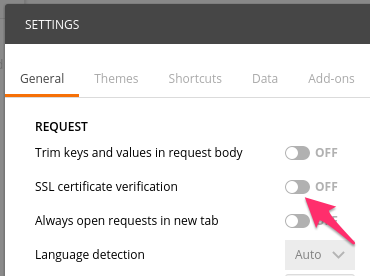 SETTINGS
General Themes Shortcuts Data Add-ons
REQUEST
Trim keys and values in request body OFF
SSL certificate verification OFF
Always open requests in new tab
Language detection Auto